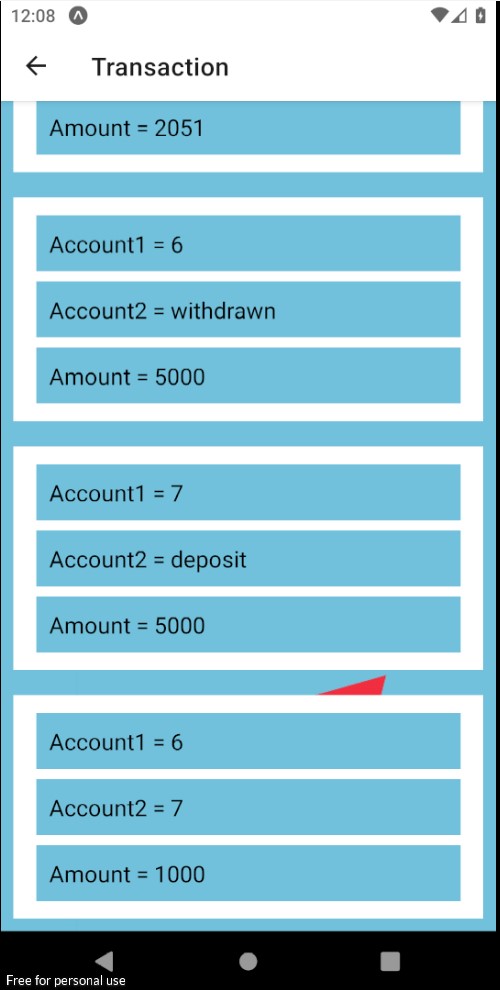 12:08
Transaction
Amount = 2051
Account1 = 6
Account2 = withdrawn
Amount = 5000
Account1 = 7
Account2 = deposit
Amount = 5000
Account1 = 6
Account2 = 7
Amount = 1000
Free for personal use